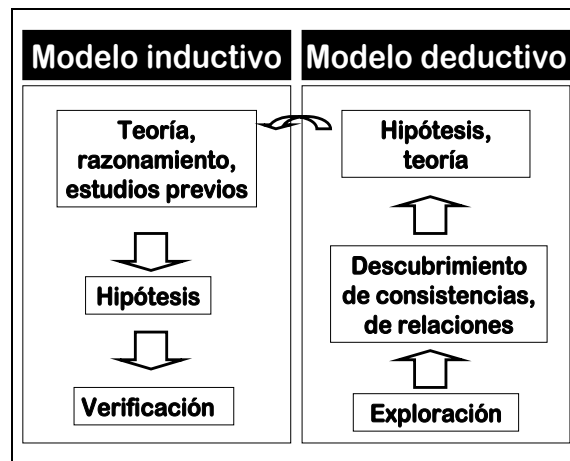 Modelo inductivo
Teoría,
razonamiento,
estudios previos
Hipótesis
Verificación
Modelo deductivo
Hipótesis,
teoría
Descubrimiento
de consistencias,
de relaciones
Exploración